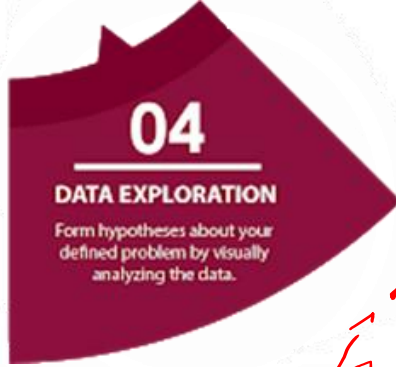 04
DATA EXPLORATION
Form hypotheses about your
defined problem by visually
analyzing the data.